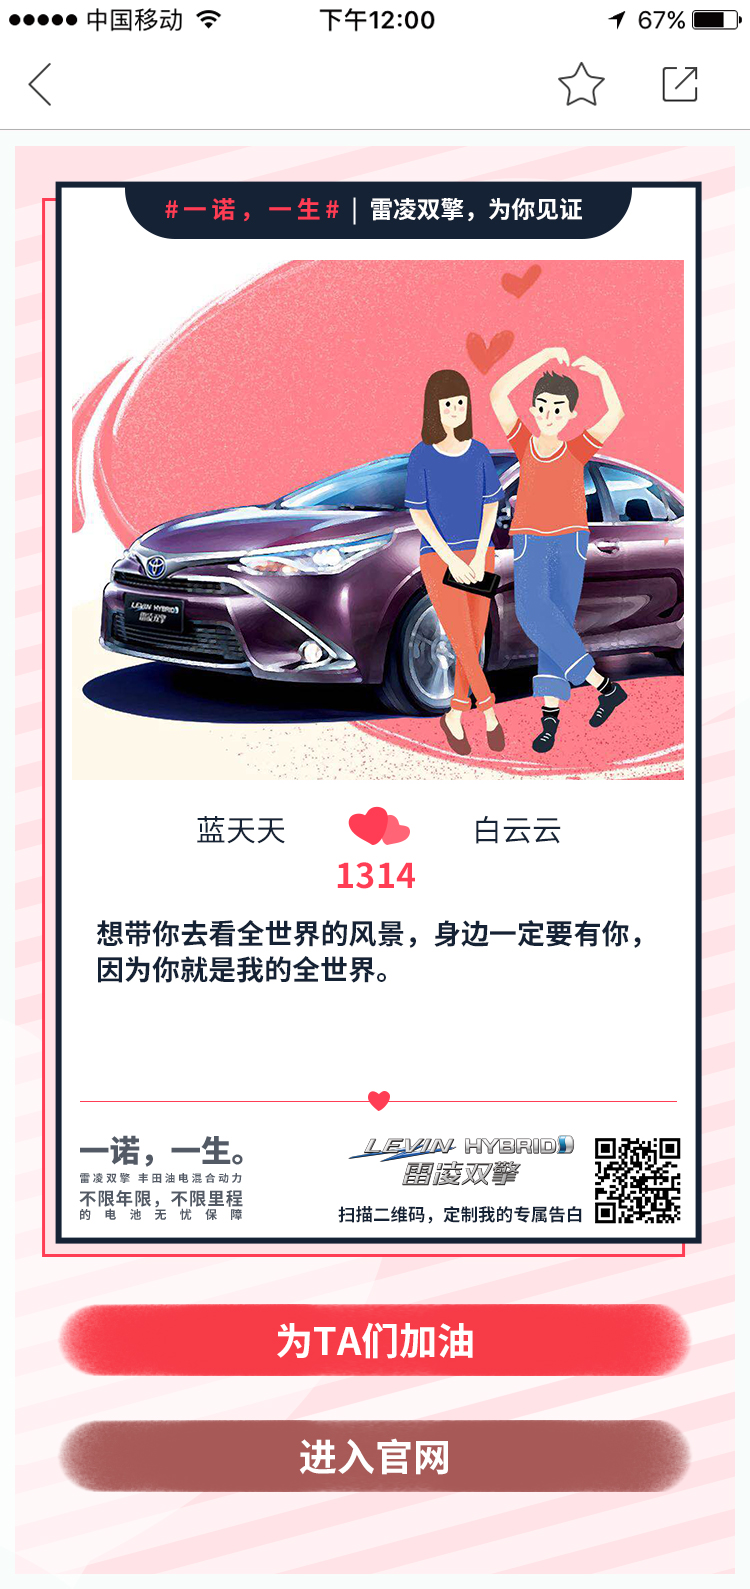 中国移动 下午12:00 67%
#一诺，一生# | 雷凌双擎，为你见证
LEVIN HYBRID
雷凌双擎
蓝天天 白云云
1314
想带你去看全世界的风景，身边一定要有你，
因为你就是我的全世界。
一诺，一生。
雷凌双擎 丰田油电混合动力
不限年限，不限里程
的电池无忧保障
LEVIN HYBRID
雷凌双擎
扫描二维码，定制我的专属告白
为TA们加油
进入官网